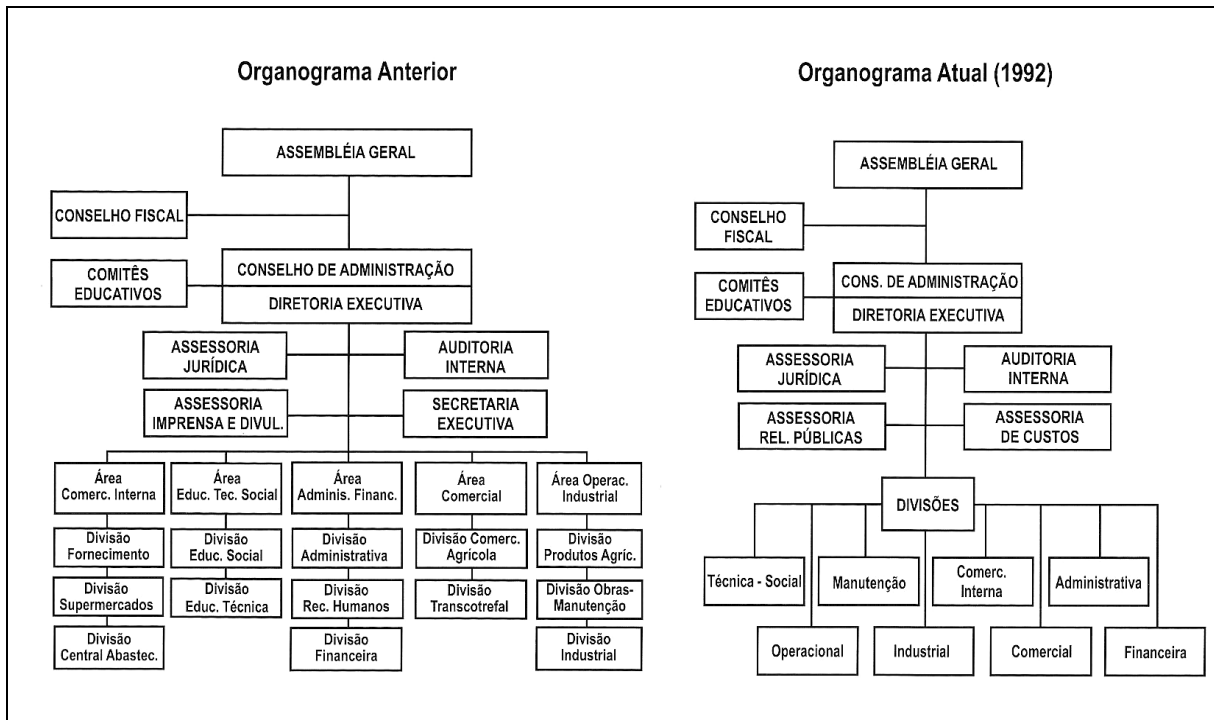 Organograma Anterior
ASSEMBLÉIA GERAL
CONSELHO FISCAL
CONSELHO DE ADMINISTRAÇÃO
COMITÊS
EDUCATIVOS
DIRETORIA EXECUTIVA
ASSESSORIA
JURÍDICA
AUDITORIA
INTERNA
ASSESSORIA
IMPRENSA E DIVUL.
SECRETARIA
EXECUTIVA
Área
Comerc. Interna
Área
Educ. Tec. Social
Área
Adminis. Financ.
Área
Comercial
Área Operac.
Industrial
Divisão
Fornecimento
Divisão
Educ. Social
Divisão
Administrativa
Divisão Comerc.
Agrícola
Divisão
Produtos Agríc.
Divisão
Supermercados
Divisão
Educ. Técnica
Divisão
Rec. Humanos
Divisão
Transcotrefal
Divisão Obras-
Manutenção
Divisão
Central Abastec.
Divisão
Financeira
Divisão
Industrial
Organograma Atual (1992)
ASSEMBLÉIA GERAL
CONSELHO
FISCAL
CONS. DE ADMINISTRAÇÃO
COMITÊS
EDUCATIVOS
DIRETORIA EXECUTIVA
ASSESSORIA
JURÍDICA
AUDITORIA
INTERNA
ASSESSORIA
REL. PÚBLICAS
ASSESSORIA
DE CUSTOS
DIVISÕES
Técnica - Social
Manutenção
Comerc.
Interna
Administrativa
Operacional
Industrial
Comercial
Financeira